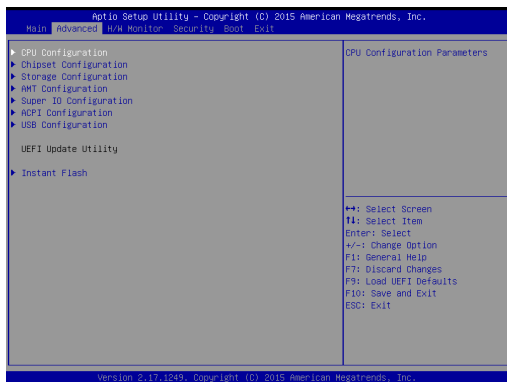 Aptio Setup Utility – Copyright (C) 2015 American Megatrends, Inc.
Main Advanced H/W Monitor Security Boot Exit
CPU Configuration
Chipset Configuration
Storage Configuration
AMT Configuration
Super IO Configuration
ACPI Configuration
USB Configuration
UEFI Update Utility
Instant Flash
CPU Configuration Parameters
↔: Select Screen
↑↓: Select Item
Enter: Select
+/-: Change Option
F1: General Help
F7: Discard Changes
F9: Load UEFI Defaults
F10: Save and Exit
ESC: Exit
Version 2.17.1249. Copyright (C) 2015 American Megatrends, Inc.